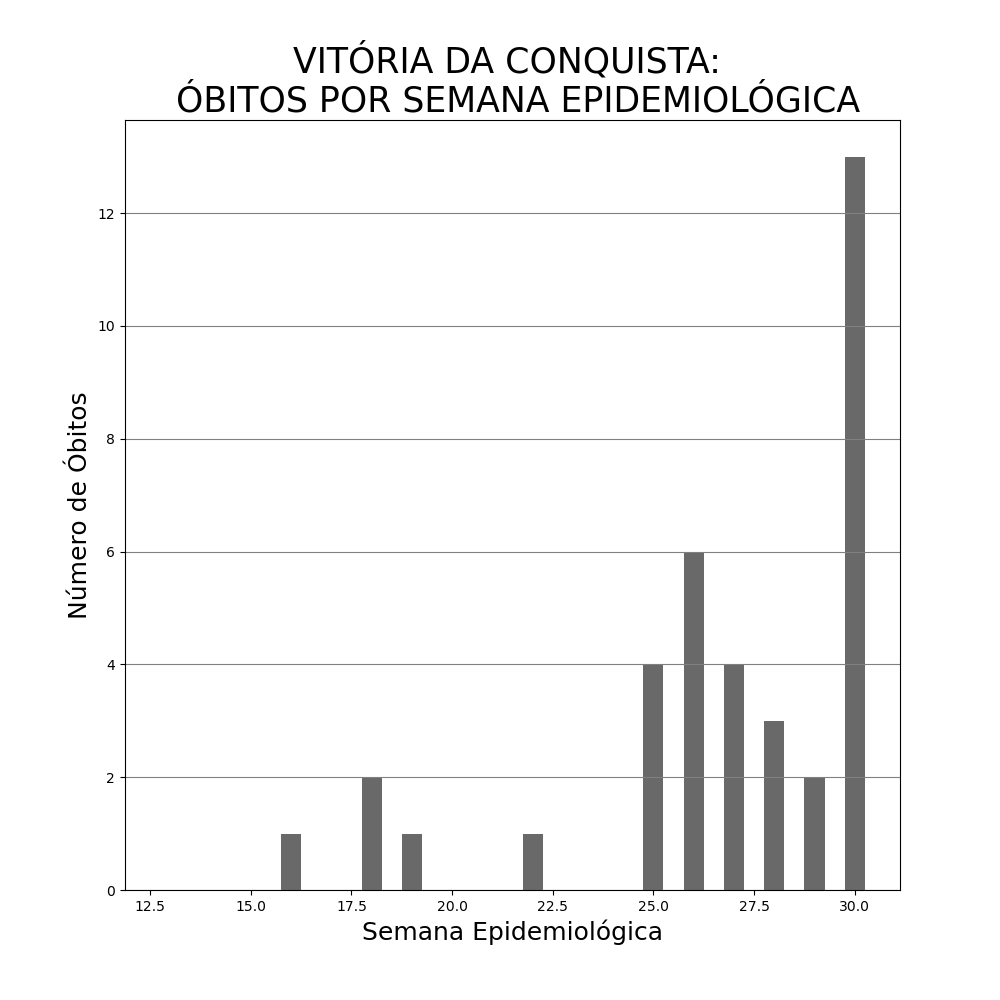 VITÓRIA DA CONQUISTA:
ÓBITOS POR SEMANA EPIDEMIOLÓGICA
12
10
8
6
4
2
0
Número de Óbitos
12.5 15.0 17.5 20.0 22.5 25.0 27.5 30.0
Semana Epidemiológica